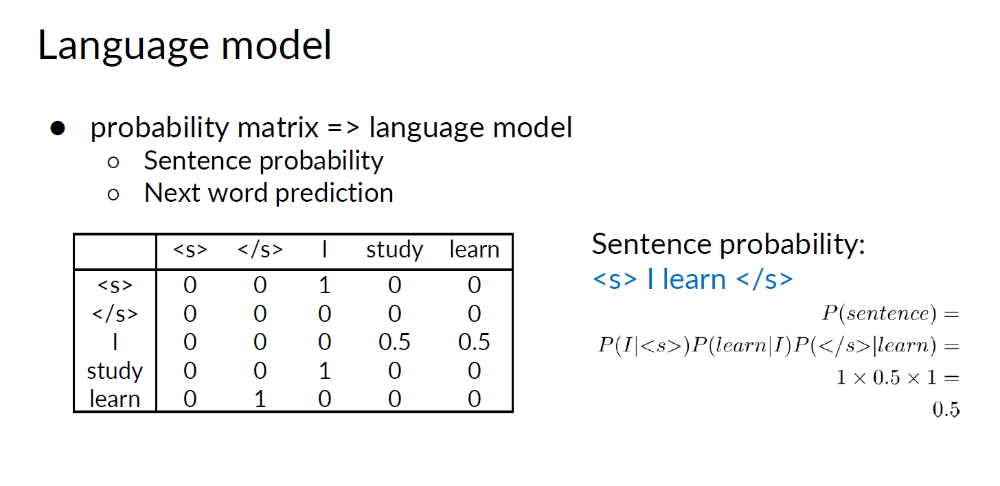 Language model
● probability matrix => language model
○ Sentence probability
○ Next word prediction
<s> </s> I study learn
<s> 0 0 1 0 0
</s> 0 0 0 0 0
I 0 0 0 0.5 0.5
study 0 0 1 0 0
learn 0 1 0 0 0
Sentence probability:
<s> I learn </s>
P(sentence) =
P(I|<s>)P(learn|I)P(</s>|learn) =
1 × 0.5 × 1 =
0.5